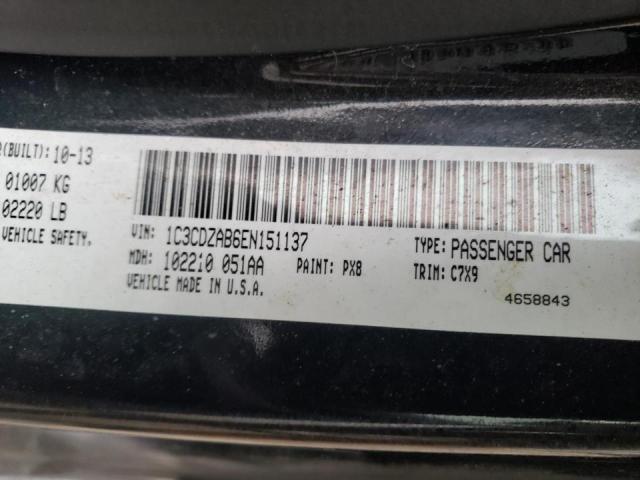 (BUILT): 10-13
01007 KG
02220 LB
VEHICLE SAFETY.
VIN: 1C3CDZAB6EN151137
TYPE: PASSENGER CAR
MDH: 102210 051AA
PAINT: PX8
TRIM: C7X9
VEHICLE MADE IN U.S.A.
4658843